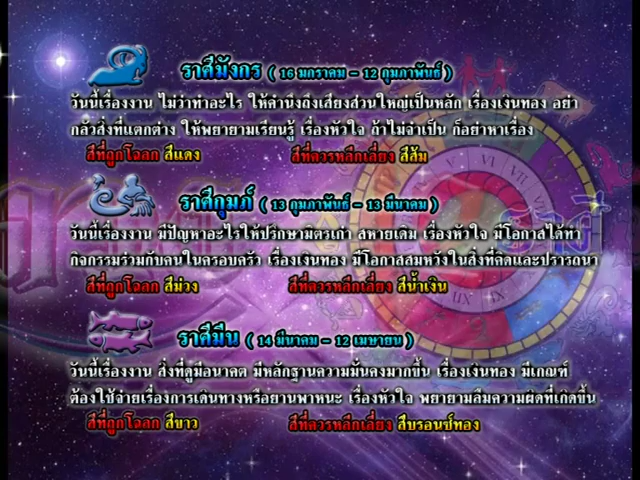 ราศีมังกร ( 16 มกราคม - 12 กุมภาพันธ์ )
วันนี้เรื่องงาน ไม่ว่าทำอะไร ให้คำนึงถึงเสียงส่วนใหญ่เป็นหลัก เรื่องเงินทอง อย่า
กลัวสิ่งที่แตกต่าง ให้พยายามเรียนรู้ เรื่องหัวใจ ถ้าไม่จำเป็น ก็อย่าหาเรื่อง
สีที่ถูกโฉลก สีแดง สีที่ควรหลีกเลี่ยง สีส้ม
ราศีกุมภ์ ( 13 กุมภาพันธ์ - 13 มีนาคม )
วันนี้เรื่องงาน มีปัญหาอะไรให้ปรึกษามิตรเก่า สหายเดิม เรื่องหัวใจ มีโอกาสได้ทำ
กิจกรรมร่วมกับคนในครอบครัว เรื่องเงินทอง มีโอกาสสมหวังในสิ่งที่คิดและปรารถนา
สีที่ถูกโฉลก สีม่วง สีที่ควรหลีกเลี่ยง สีน้ำเงิน
ราศีมีน ( 14 มีนาคม - 12 เมษายน )
วันนี้เรื่องงาน สิ่งที่ดูมีอนาคต มีหลักฐานความมั่นคงมากขึ้น เรื่องเงินทอง มีเกณฑ์
ต้องใช้จ่ายเรื่องการเดินทางหรือยานพาหนะ เรื่องหัวใจ พยายามลืมความผิดที่เกิดขึ้น
สีที่ถูกโฉลก สีขาว สีที่ควรหลีกเลี่ยง สีบรอนซ์ทอง